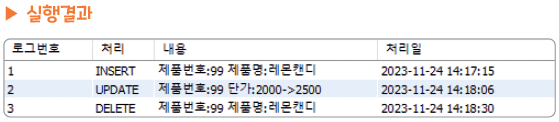 ▶ 실행결과
로그번호 처리 내용 처리일
1 INSERT 제품번호:99 제품명:레몬캔디 2023-11-24 14:17:15
2 UPDATE 제품번호:99 단가:2000->2500 2023-11-24 14:18:06
3 DELETE 제품번호:99 제품명:레몬캔디 2023-11-24 14:18:30